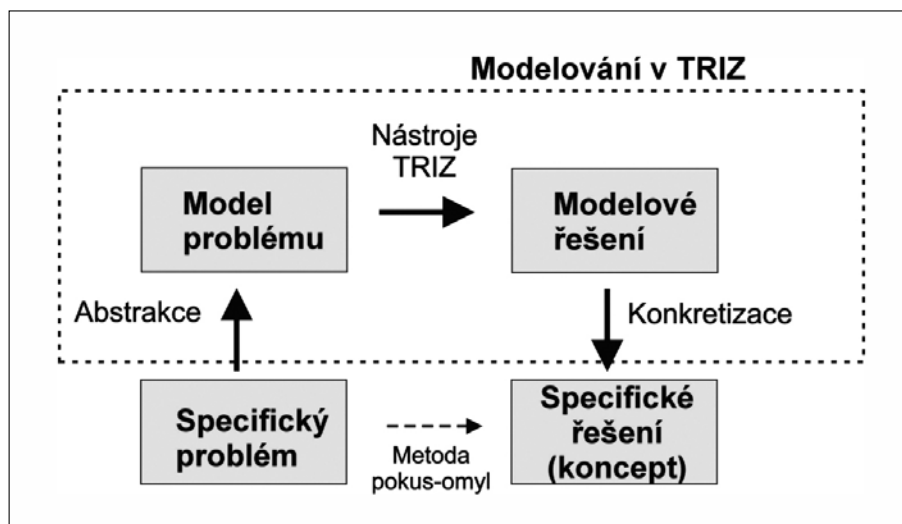 Modelování v TRIZ
Nástroje
TRIZ
Model
problému
Modelové
řešení
Abstrakce
Konkretizace
Specifický
problém
Metoda
pokus-omyl
Specifické
řešení
(koncept)